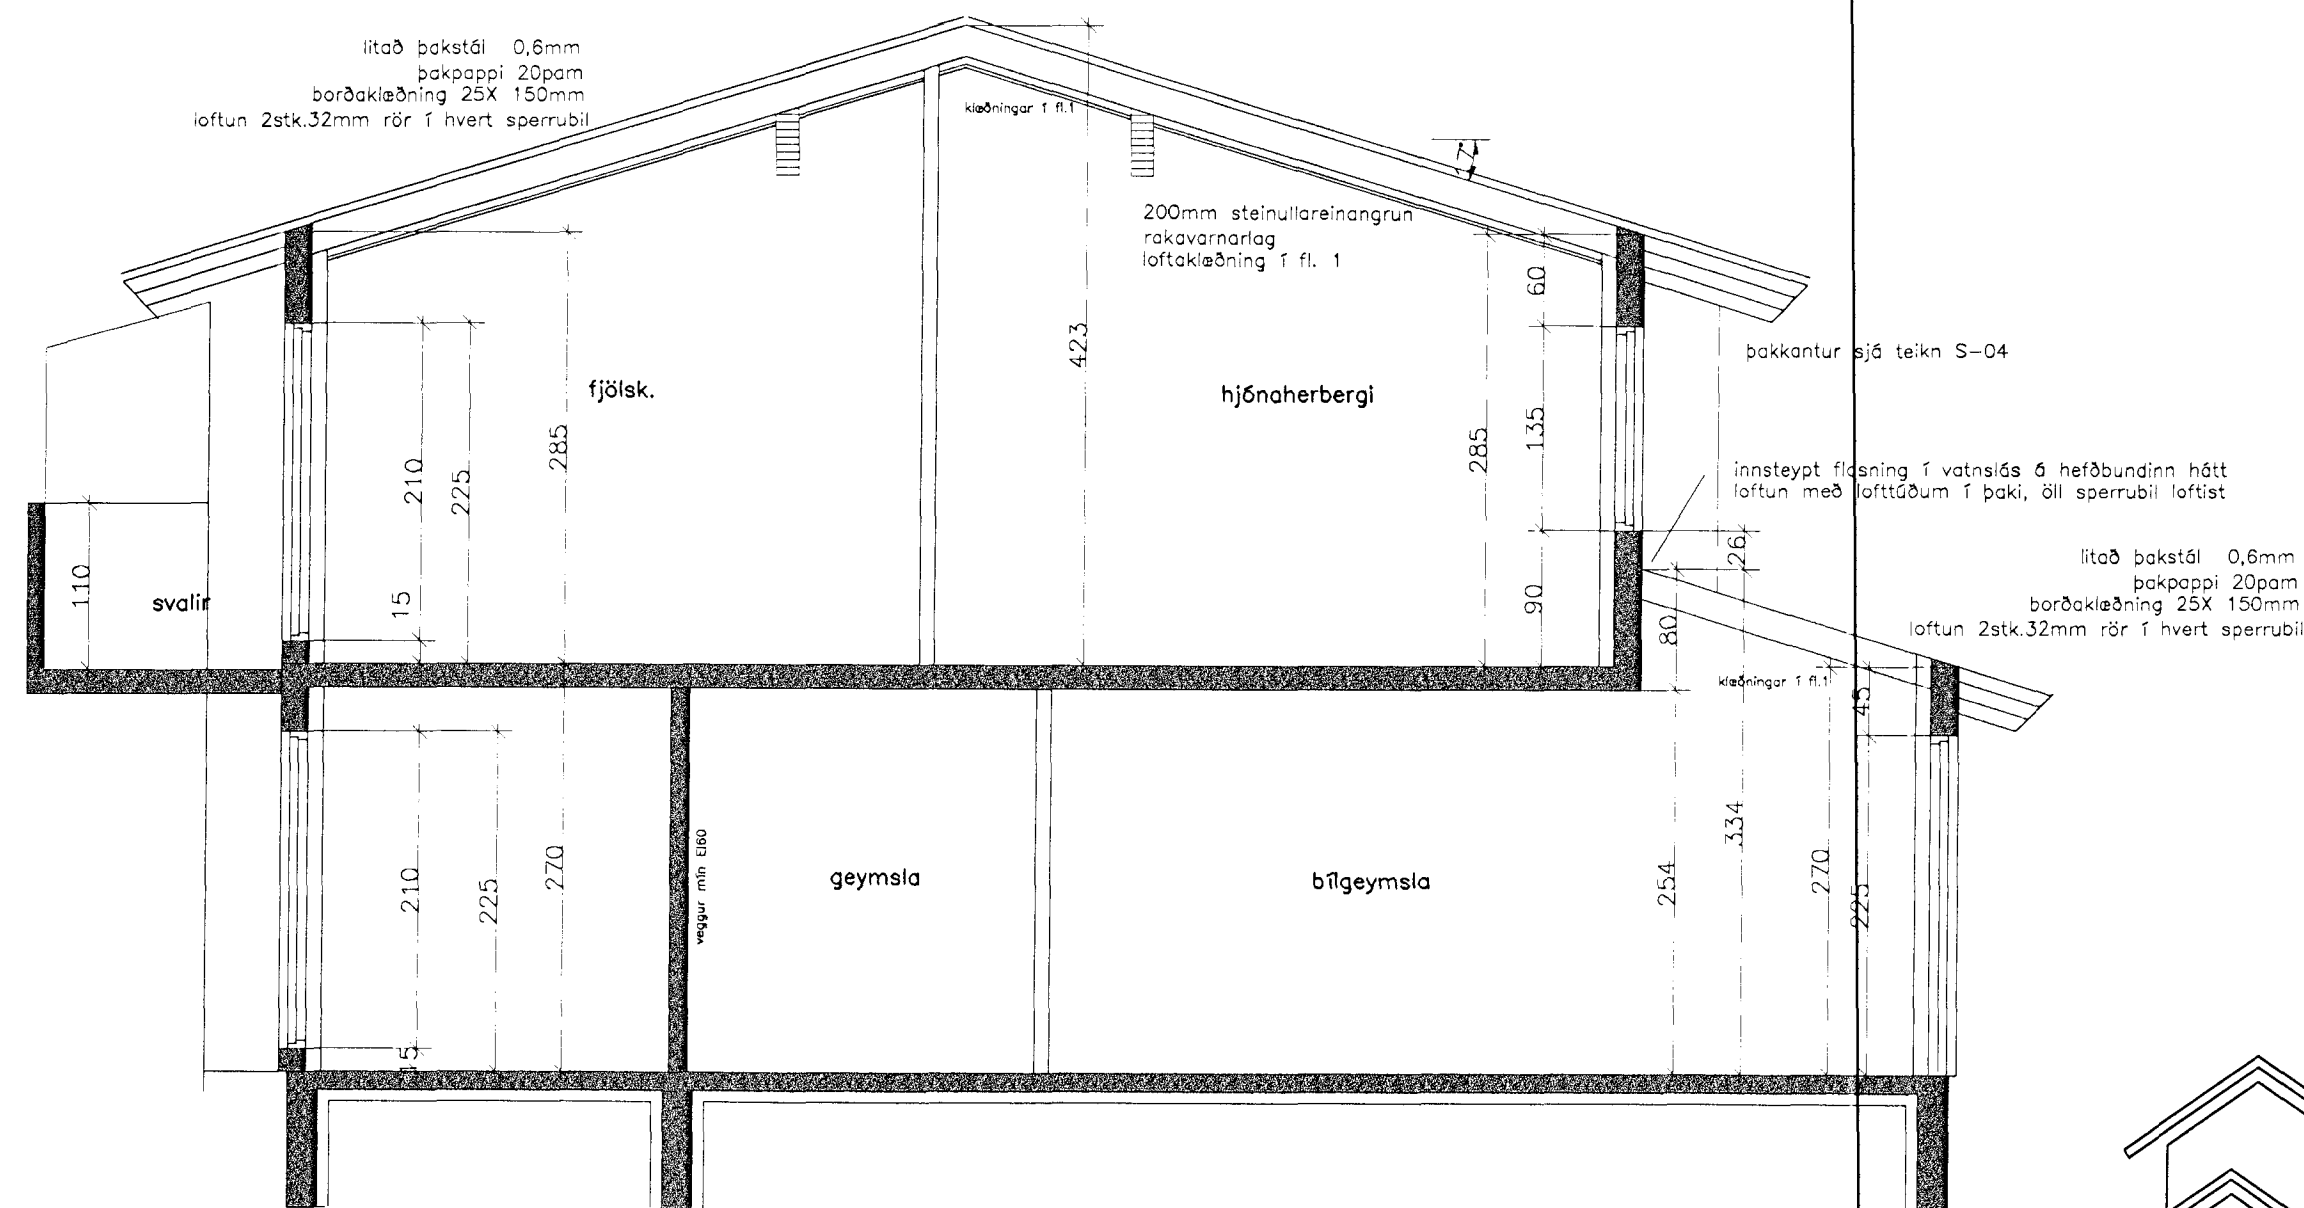 litað þakstál 0,6mm
þakpappi 20pam
borðaklæðning 25X 150mm
loftun 2stk.32mm rör í hvert sperrubil
klæðningar í fl.1
200mm steinullareinangrun
rakavarnarlag
loftaklæðning í fl. 1
60
423
þakkantur sjá teikn S-04
fjölsk.
hjónaherbergi
285
210
225
285
135
innsteypt flasning í vatnslás á hefðbundinn hátt
loftun með lofttúðum í þaki, öll sperrubil loftist
26
litað þakstál 0,6mm
þakpappi 20pam
borðaklæðning 25X 150mm
loftun 2stk.32mm rör í hvert sperrubil
110
svalir
15
90
80
klæðningar í fl.1
45
334
veggur mín EI60
geymsla
bílgeymsla
210
225
270
254
270
225
15